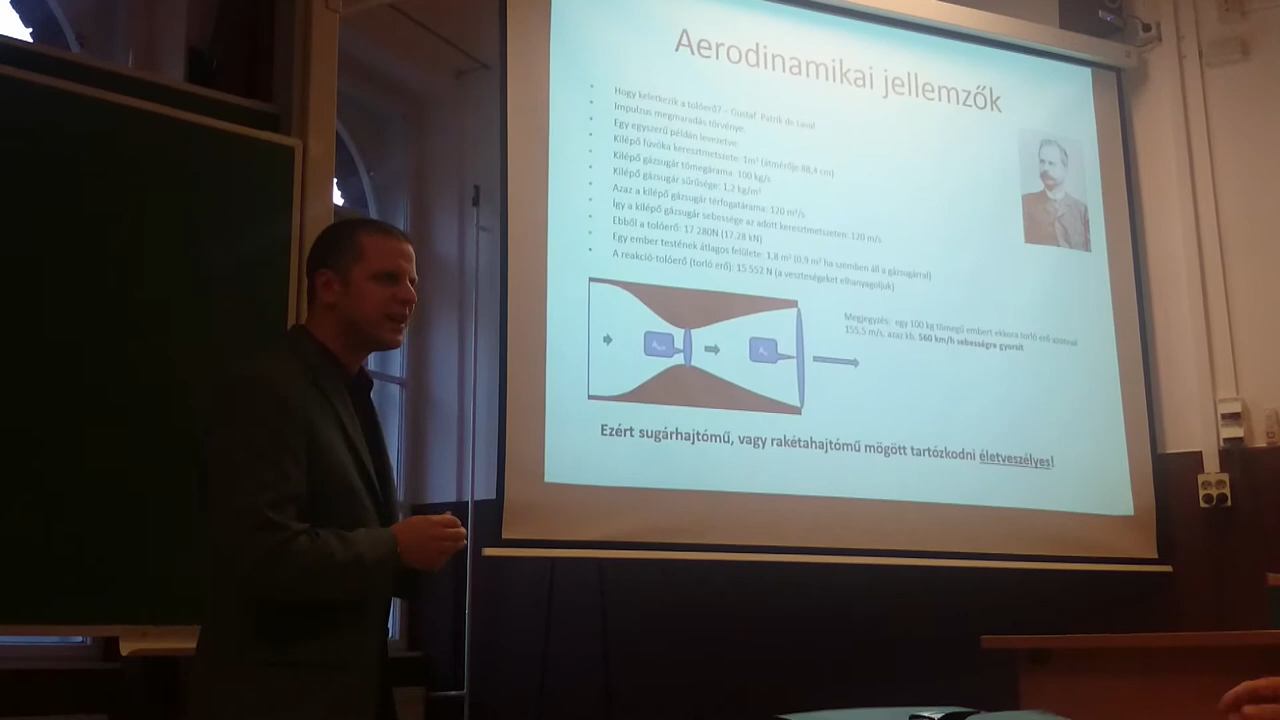 Aerodinamikai jellemzők
• Hogy keletkezik a tolóerő? – Gustaf Patrik de Laval
• Impulzus megmaradás törvénye.
• Egy egyszerű példán levezetve:
• Kilépő fúvóka keresztmetszete: 1m² (átmérője 88,4 cm)
• Kilépő gázsugár tömegárama: 100 kg/s
• Kilépő gázsugár sűrűsége: 1,2 kg/m³
• Azaz a kilépő gázsugár térfogatárama: 120 m³/s
• Így a kilépő gázsugár sebessége az adott keresztmetszeten: 120 m/s
• Ebből a tolóerő: 17 280N (17,28 kN)
• Egy ember testének átlagos felülete: 1,8 m² (0,9 m² ha szemben áll a gázsugárral)
• A reakció-tolóerő (torló erő): 15 552 N (a veszteségeket elhanyagoljuk)
Megjegyzés: egy 100 kg tömegű embert ekkora torló erő azonnal
155,5 m/s, azaz kb. 560 km/h sebességre gyorsít
Ezért sugárhajtómű, vagy rakétahajtómű mögött tartózkodni életveszélyes!